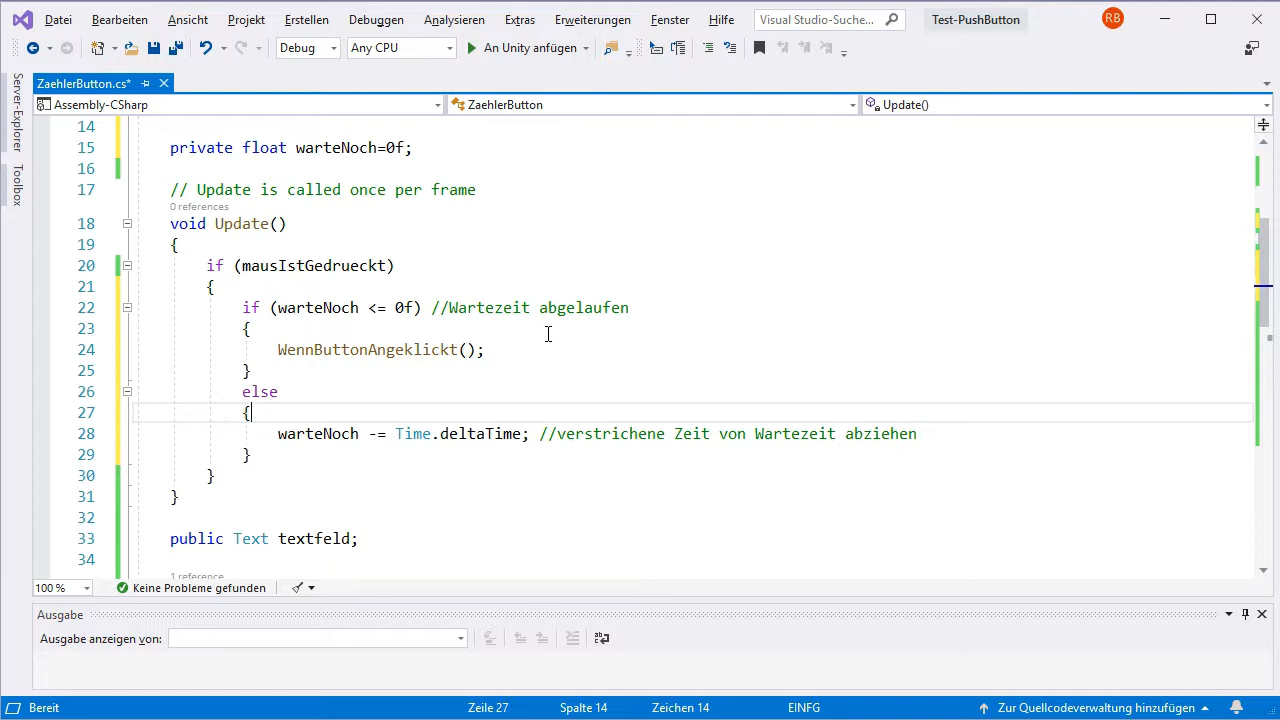 Datei Bearbeiten Ansicht Projekt Erstellen Debuggen Analysieren Extras Erweiterungen Fenster Hilfe Visual Studio-Suche... Test-PushButton RB
Debug Any CPU An Unity anfügen
ZaehlerButton.cs*
Assembly-CSharp ZaehlerButton Update()
Server-Explorer
Toolbox
14
15 private float warteNoch=0f;
16
17 // Update is called once per frame
0 references
18 void Update()
19 {
20 if (mausIstGedrueckt)
21 {
22 if (warteNoch <= 0f) //Wartezeit abgelaufen
23 {
24 WennButtonAngeklickt();
25 }
26 else
27 {
28 warteNoch -= Time.deltaTime; //verstrichene Zeit von Wartezeit abziehen
29 }
30 }
31 }
32
33 public Text textfeld;
34
1 reference
100 % Keine Probleme gefunden
Ausgabe
Ausgabe anzeigen von:
Bereit Zeile 27 Spalte 14 Zeichen 14 EINFG Zur Quellcodeverwaltung hinzufügen